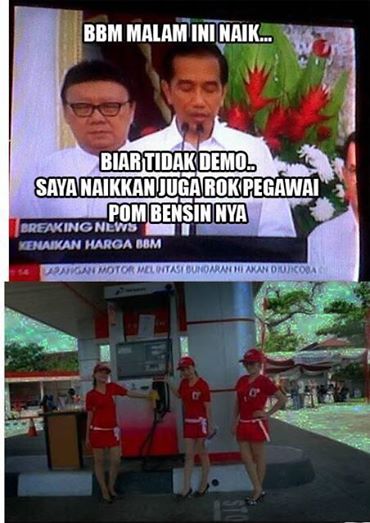 BBM MALAM INI NAIK...
BIAR TIDAK DEMO..
SAYA NAIKKAN JUGA ROK PEGAWAI
POM BENSIN NYA
BREAKING NEWS
KENAIKAN HARGA BBM
LARANGAN MOTOR MELINTASI BUNDARAN HI AKAN DIUJICOBA